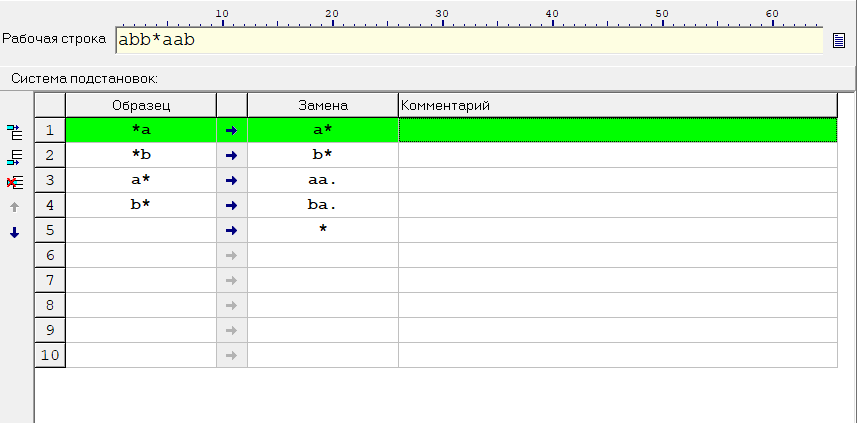 10 20 30 40 50 60
Рабочая строка abb*aab
Система подстановок:
Образец Замена Комментарий
1 *a → a*
2 *b → b*
3 a* → aa.
4 b* → ba.
5 → *
6 →
7 →
8 →
9 →
10 →